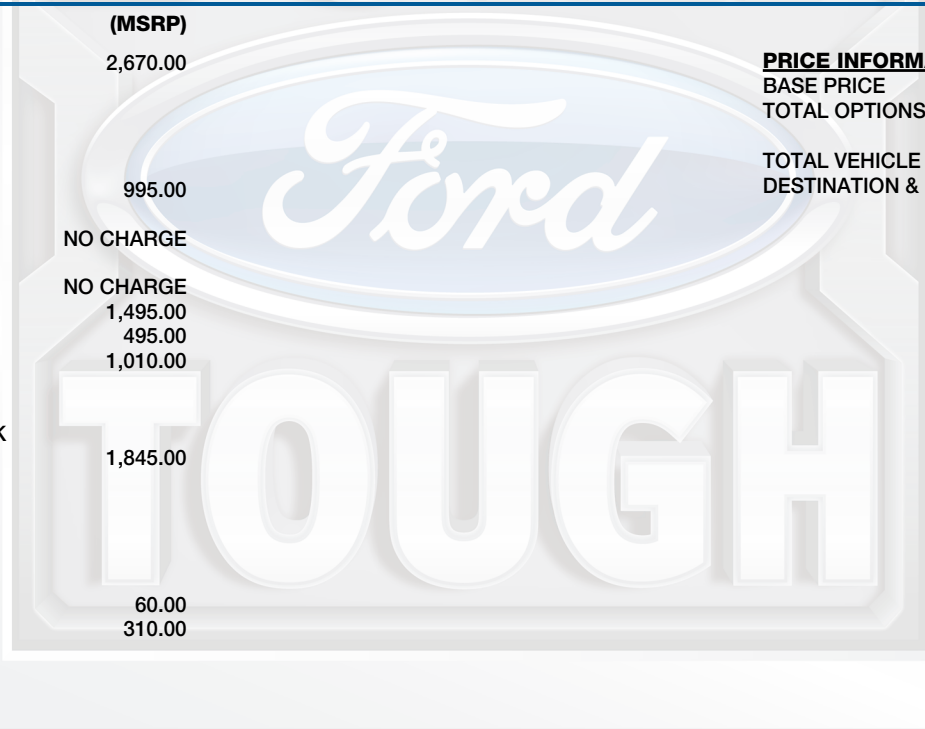 (MSRP)
2,670.00
995.00
NO CHARGE
NO CHARGE
1,495.00
495.00
1,010.00
K
1,845.00
60.00
310.00
PRICE INFORMA
BASE PRICE
TOTAL OPTIONS
TOTAL VEHICLE
DESTINATION &
Ford
TOUGH